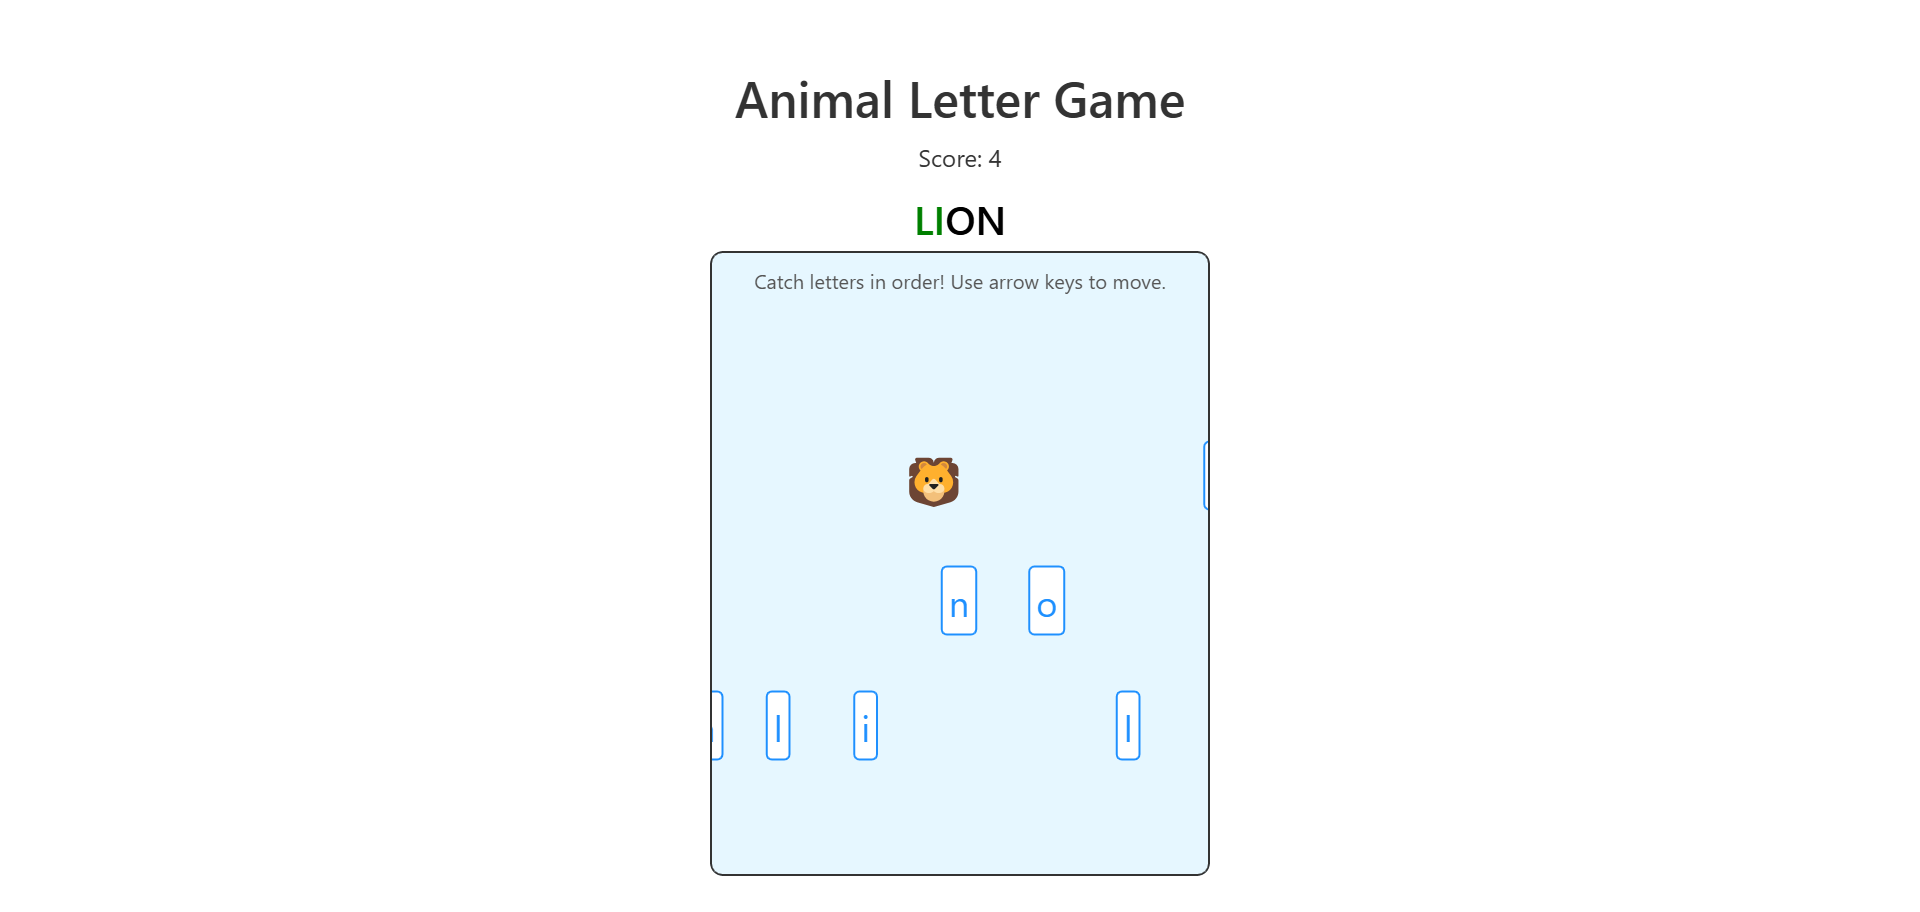 Animal Letter Game
Score: 4
LION
Catch letters in order! Use arrow keys to move.
n o
l i l